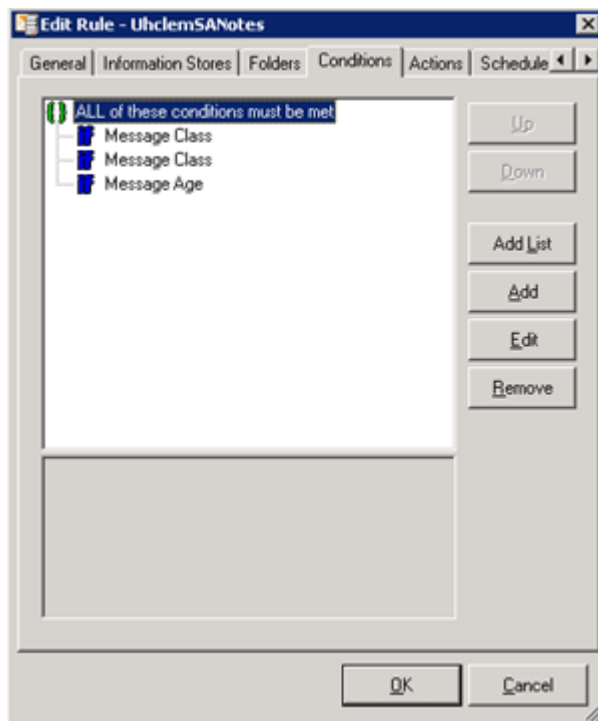 Edit Rule - UhclemSANotes
General Information Stores Folders Conditions Actions Schedule
ALL of these conditions must be met
Message Class
Message Class
Message Age
Up
Down
Add List
Add
Edit
Remove
OK Cancel